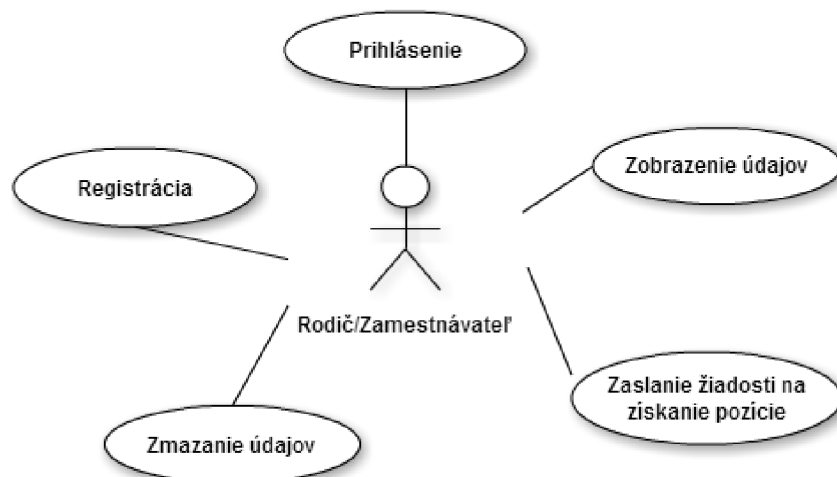 Prihlásenie
Registrácia
Zobrazenie údajov
Rodič/Zamestnávateľ
Zmazanie údajov
Zaslanie žiadosti na
získanie pozície